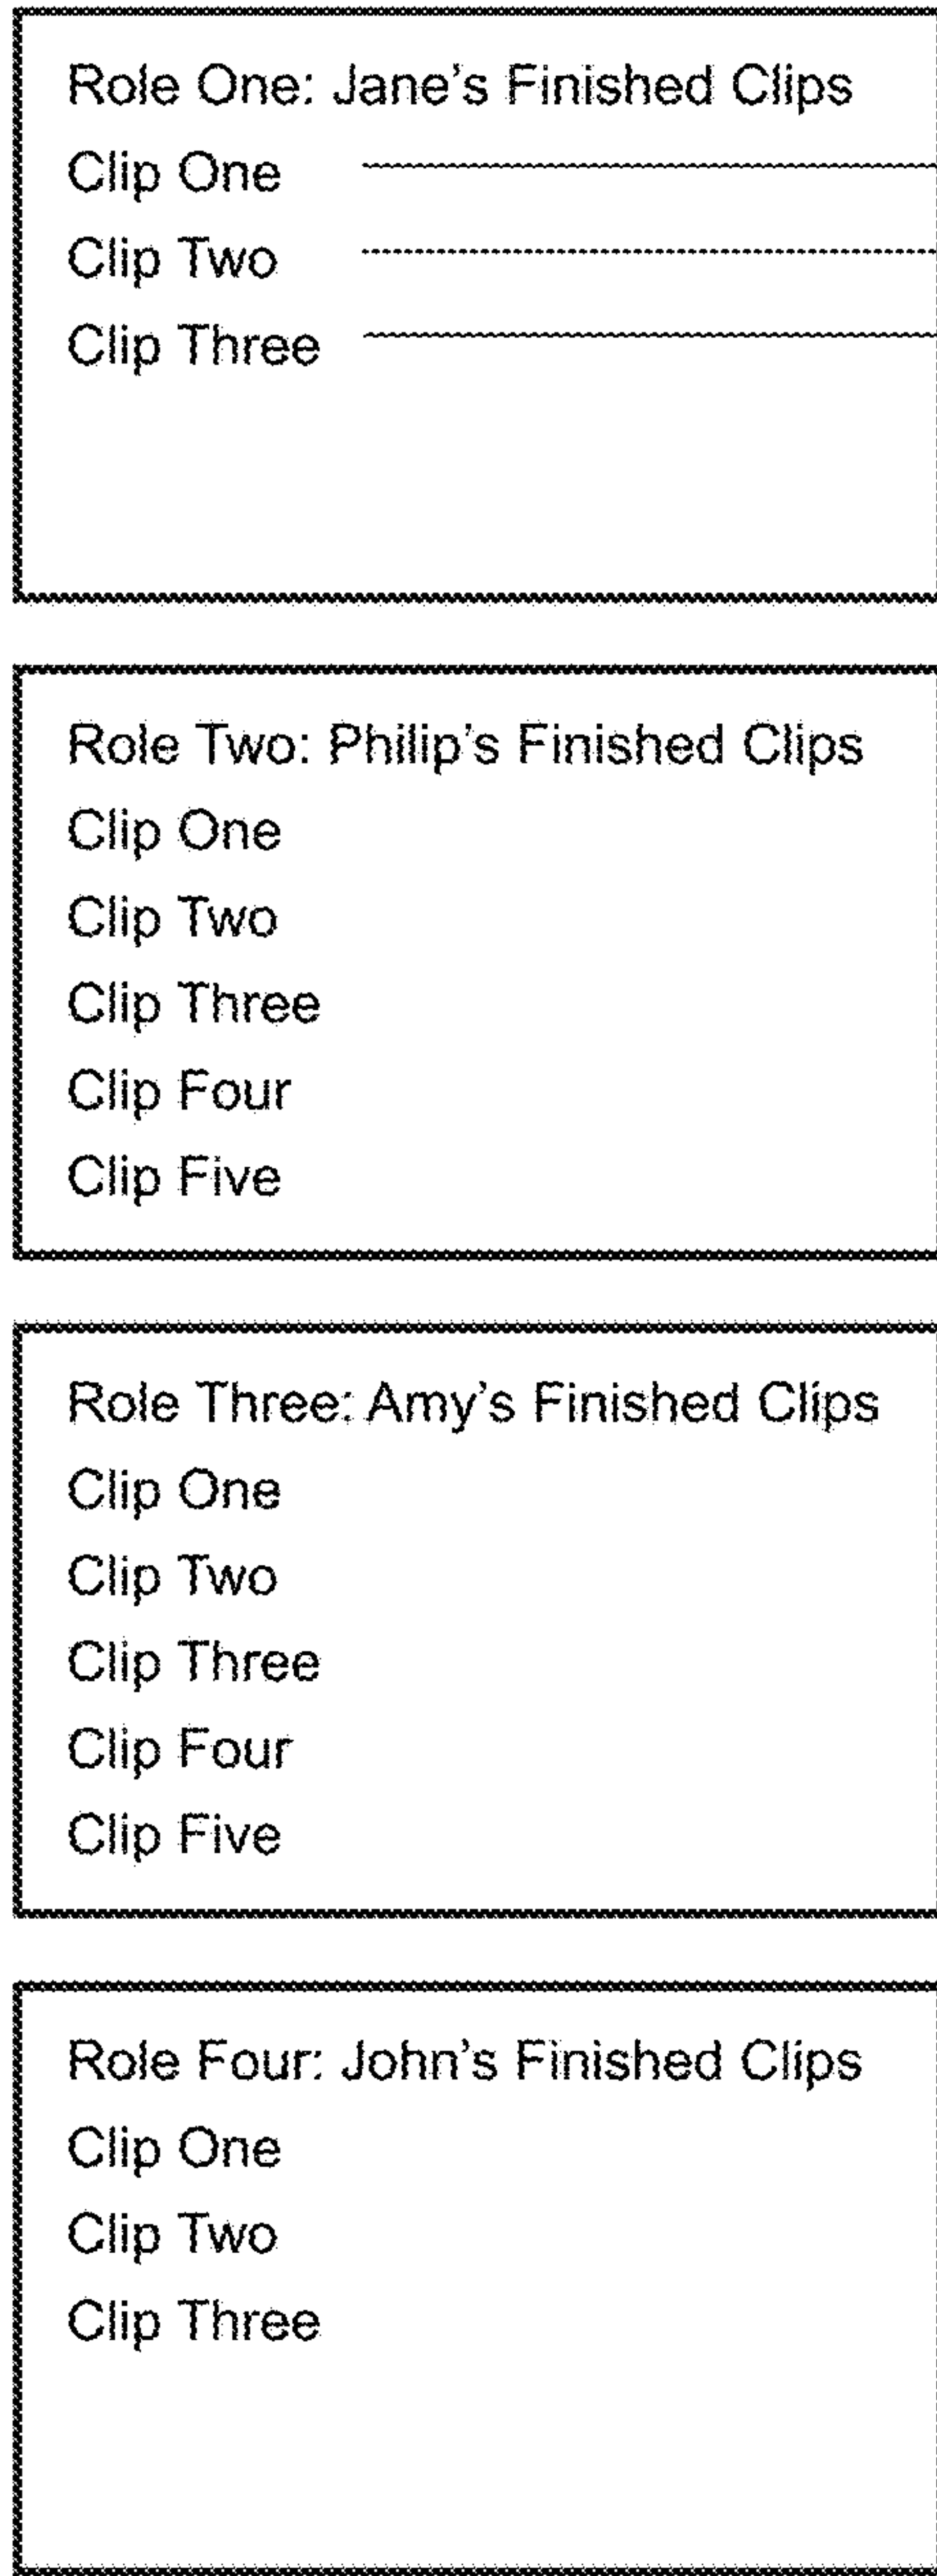 Role One: Jane's Finished Clips
Clip One
Clip Two
Clip Three
Role Two: Philip's Finished Clips
Clip One
Clip Two
Clip Three
Clip Four
Clip Five
Role Three: Amy's Finished Clips
Clip One
Clip Two
Clip Three
Clip Four
Clip Five
Role Four: John's Finished Clips
Clip One
Clip Two
Clip Three